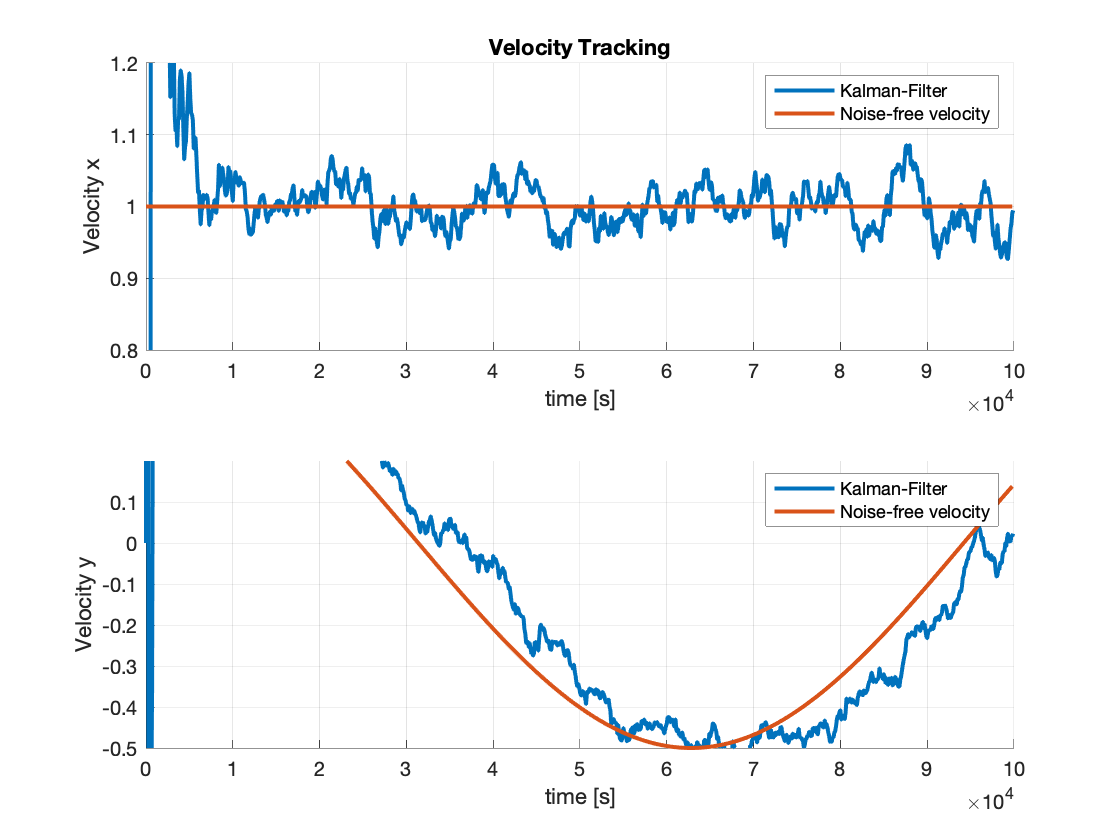 Velocity Tracking
Kalman-Filter
Noise-free velocity
Velocity x
1.2
1.1
1
0.9
0.8
0 1 2 3 4 5 6 7 8 9 10
time [s]
×10^4
Kalman-Filter
Noise-free velocity
Velocity y
0.1
0
-0.1
-0.2
-0.3
-0.4
-0.5
0 1 2 3 4 5 6 7 8 9 10
time [s]
×10^4